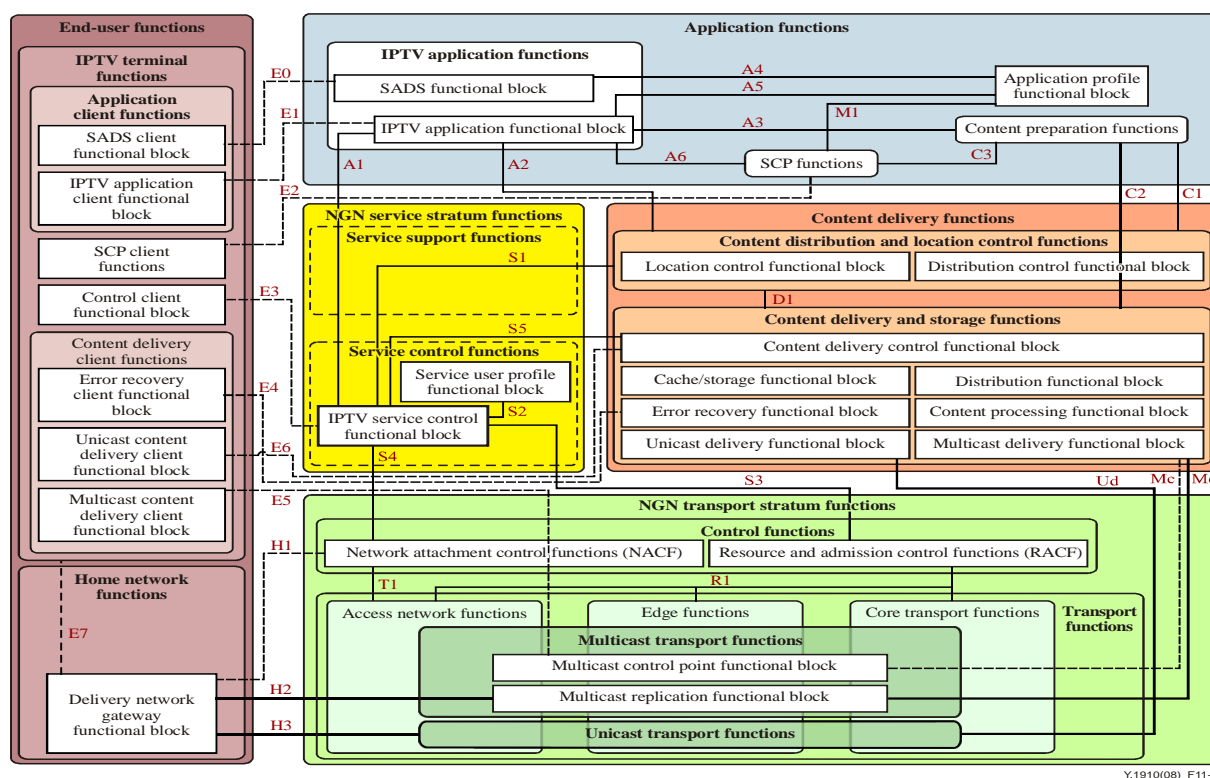 End-user functions
IPTV terminal
functions
Application
client functions
SADS client
functional block
IPTV application
client functional
block
SCP client
functions
Control client
functional block
Content delivery
client functions
Error recovery
client functional
block
Unicast content
delivery client
functional block
Multicast content
delivery client
functional block
Home network
functions
E7
Delivery network
gateway
functional block
E0
E1
E2
E3
E4
E6
E5
H1
H2
H3
Application functions
IPTV application functions
SADS functional block
IPTV application functional block
A4
A5
M1
A3
A1
A2
A6
C3
Application profile
functional block
Content preparation functions
SCP functions
C2
C1
NGN service stratum functions
Service support functions
S1
S5
Service control functions
Service user profile
functional block
S2
IPTV service control
functional block
S4
S3
Content delivery functions
Content distribution and location control functions
Location control functional block
Distribution control functional block
D1
Content delivery and storage functions
Content delivery control functional block
Cache/storage functional block
Distribution functional block
Error recovery functional block
Content processing functional block
Unicast delivery functional block
Multicast delivery functional block
Ud
Mc
NGN transport stratum functions
Control functions
Network attachment control functions (NACF)
Resource and admission control functions (RACF)
T1
R1
Access network functions
Edge functions
Core transport functions
Transport
functions
Multicast transport functions
Multicast control point functional block
Multicast replication functional block
Unicast transport functions